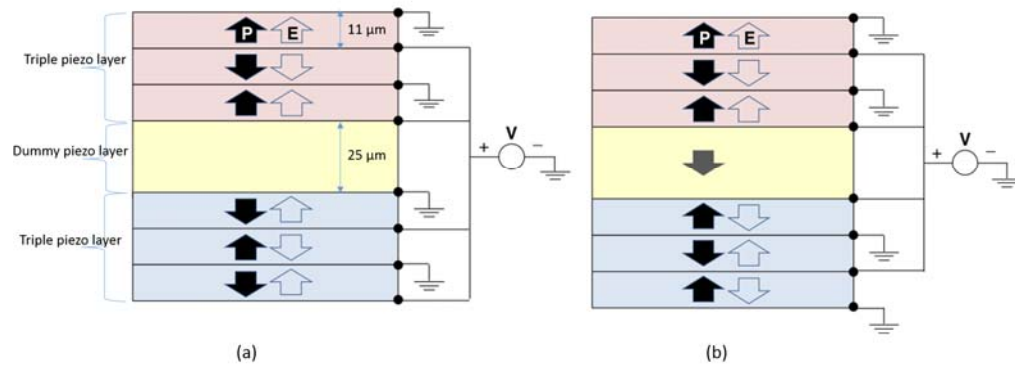 Triple piezo layer
Dummy piezo layer
Triple piezo layer
P E
11 µm
25 µm
V
+ −
(a)
P E
V
+ −
(b)